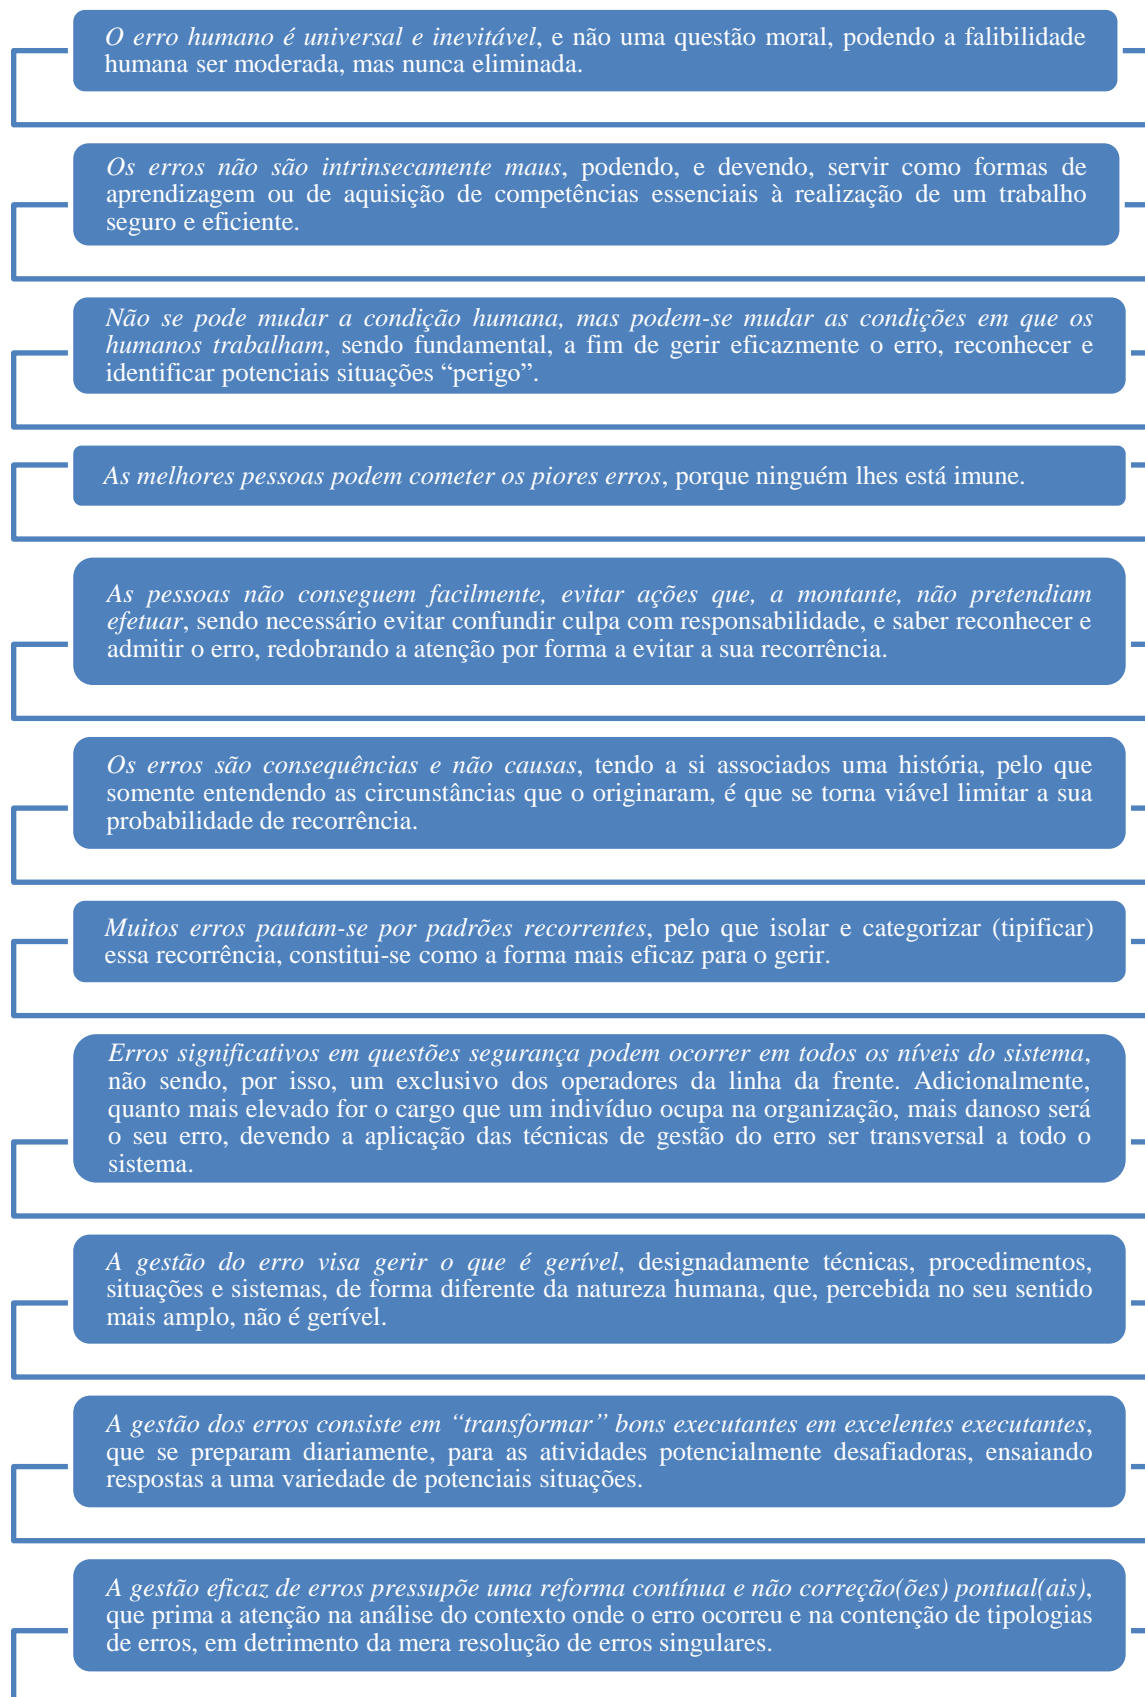 O erro humano é universal e inevitável, e não uma questão moral, podendo a falibilidade
humana ser moderada, mas nunca eliminada.
Os erros não são intrinsecamente maus, podendo, e devendo, servir como formas de
aprendizagem ou de aquisição de competências essenciais à realização de um trabalho
seguro e eficiente.
Não se pode mudar a condição humana, mas podem-se mudar as condições em que os
humanos trabalham, sendo fundamental, a fim de gerir eficazmente o erro, reconhecer e
identificar potenciais situações “perigo”.
As melhores pessoas podem cometer os piores erros, porque ninguém lhes está imune.
As pessoas não conseguem facilmente, evitar ações que, a montante, não pretendiam
efetuar, sendo necessário evitar confundir culpa com responsabilidade, e saber reconhecer e
admitir o erro, redobrando a atenção por forma a evitar a sua recorrência.
Os erros são consequências e não causas, tendo a si associados uma história, pelo que
somente entendendo as circunstâncias que o originaram, é que se torna viável limitar a sua
probabilidade de recorrência.
Muitos erros pautam-se por padrões recorrentes, pelo que isolar e categorizar (tipificar)
essa recorrência, constitui-se como a forma mais eficaz para o gerir.
Erros significativos em questões segurança podem ocorrer em todos os níveis do sistema,
não sendo, por isso, um exclusivo dos operadores da linha da frente. Adicionalmente,
quanto mais elevado for o cargo que um indivíduo ocupa na organização, mais danoso será
o seu erro, devendo a aplicação das técnicas de gestão do erro ser transversal a todo o
sistema.
A gestão do erro visa gerir o que é gerível, designadamente técnicas, procedimentos,
situações e sistemas, de forma diferente da natureza humana, que, percebida no seu sentido
mais amplo, não é gerível.
A gestão dos erros consiste em “transformar” bons executantes em excelentes executantes,
que se preparam diariamente, para as atividades potencialmente desafiadoras, ensaiando
respostas a uma variedade de potenciais situações.
A gestão eficaz de erros pressupõe uma reforma contínua e não correção(ões) pontual(ais),
que prima a atenção na análise do contexto onde o erro ocorreu e na contenção de tipologias
de erros, em detrimento da mera resolução de erros singulares.